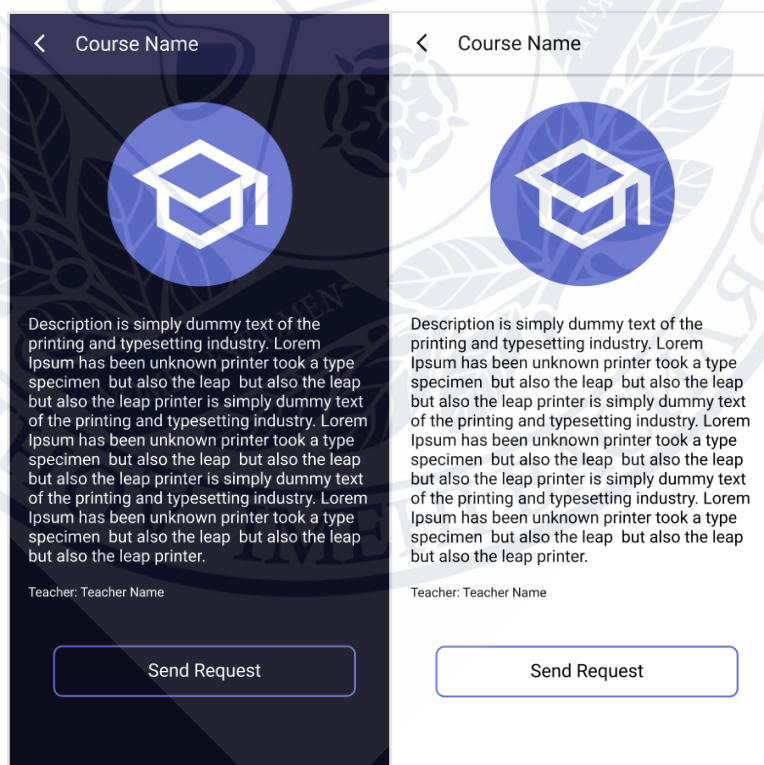 Course Name
Description is simply dummy text of the
printing and typesetting industry. Lorem
Ipsum has been unknown printer took a type
specimen  but also the leap  but also the leap
but also the leap printer is simply dummy text
of the printing and typesetting industry. Lorem
Ipsum has been unknown printer took a type
specimen  but also the leap  but also the leap
but also the leap printer is simply dummy text
of the printing and typesetting industry. Lorem
Ipsum has been unknown printer took a type
specimen  but also the leap  but also the leap
but also the leap printer.
Teacher: Teacher Name
Send Request
Course Name
Description is simply dummy text of the
printing and typesetting industry. Lorem
Ipsum has been unknown printer took a type
specimen  but also the leap  but also the leap
but also the leap printer is simply dummy text
of the printing and typesetting industry. Lorem
Ipsum has been unknown printer took a type
specimen  but also the leap  but also the leap
but also the leap printer is simply dummy text
of the printing and typesetting industry. Lorem
Ipsum has been unknown printer took a type
specimen  but also the leap  but also the leap
but also the leap printer.
Teacher: Teacher Name
Send Request